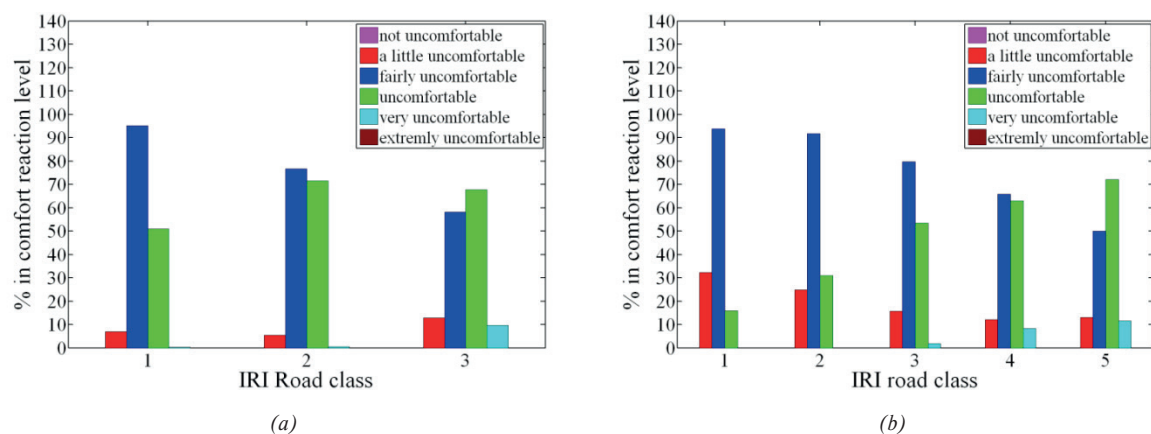 140
130
120
110
100
90
80
70
60
50
40
30
20
10
0
% in comfort reaction level
not uncomfortable
a little uncomfortable
fairly uncomfortable
uncomfortable
very uncomfortable
extremly uncomfortable
1 2 3
IRI Road class
(a)
140
130
120
110
100
90
80
70
60
50
40
30
20
10
0
% in comfort reaction level
not uncomfortable
a little uncomfortable
fairly uncomfortable
uncomfortable
very uncomfortable
extremly uncomfortable
1 2 3 4 5
IRI road class
(b)